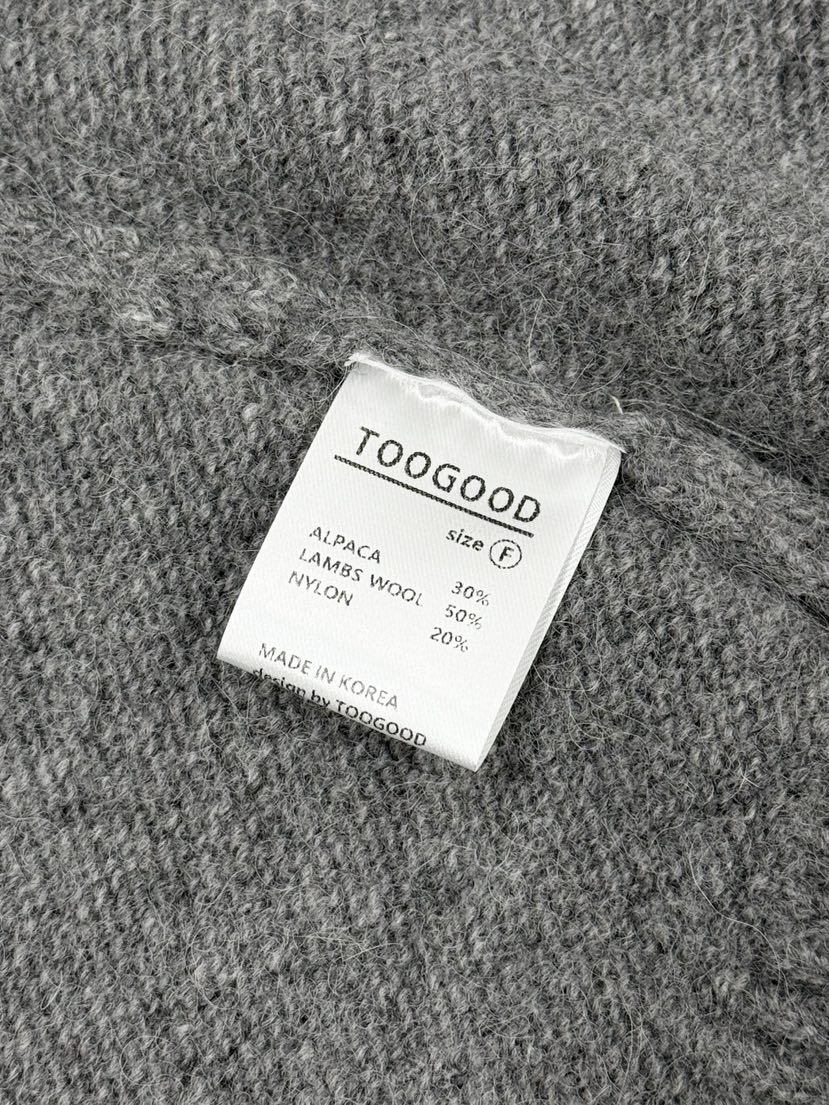 TOOGOOD
size F
ALPACA 30%
LAMBS WOOL 50%
NYLON 20%
MADE IN KOREA
design by TOOGOOD